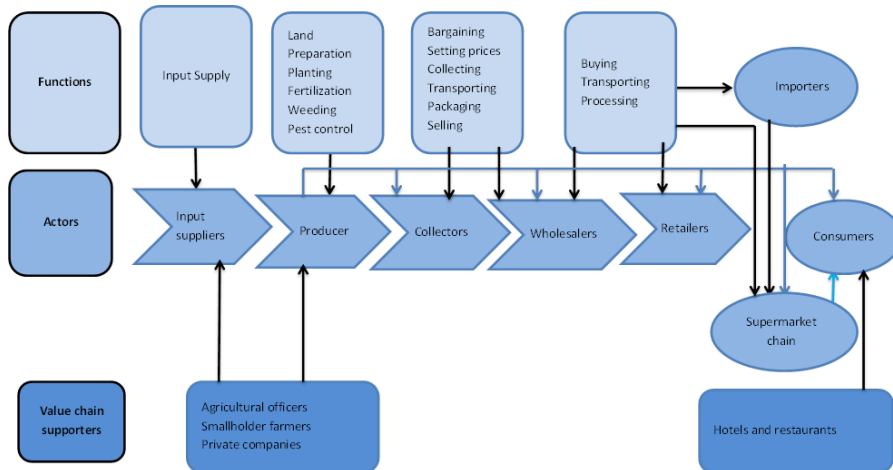 Functions
Input Supply
Land
Preparation
Planting
Fertilization
Weeding
Pest control
Bargaining
Setting prices
Collecting
Transporting
Packaging
Selling
Buying
Transporting
Processing
Importers
Actors
Input
suppliers
Producer
Collectors
Wholesalers
Retailers
Consumers
Supermarket
chain
Value chain
supporters
Agricultural officers
Smallholder farmers
Private companies
Hotels and restaurants